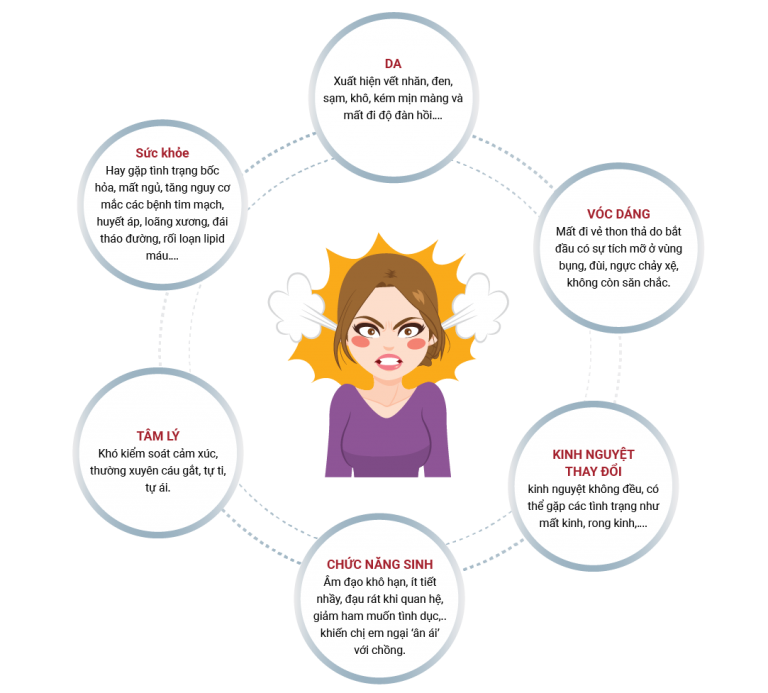 DA
Xuất hiện vết nhăn, đen,
sạm, khô, kém mịn màng và
mất đi độ đàn hồi....
Sức khỏe
Hay gặp tình trạng bốc
hỏa, mất ngủ, tăng nguy cơ
mắc các bệnh tim mạch,
huyết áp, loãng xương, đái
tháo đường, rối loạn lipid
máu....
VÓC DÁNG
Mất đi vẻ thon thả do bắt
đầu có sự tích mỡ ở vùng
bụng, đùi, ngực chảy xệ,
không còn săn chắc.
TÂM LÝ
Khó kiểm soát cảm xúc,
thường xuyên cáu gắt, tự ti,
tự ái.
KINH NGUYỆT
THAY ĐỔI
kinh nguyệt không đều, có
thể gặp các tình trạng như
mất kinh, rong kinh,....
CHỨC NĂNG SINH
Âm đạo khô hạn, ít tiết
nhầy, đạu rát khi quan hệ,
giảm ham muốn tình dục,..
khiến chị em ngại ‘ân ái’
với chồng.